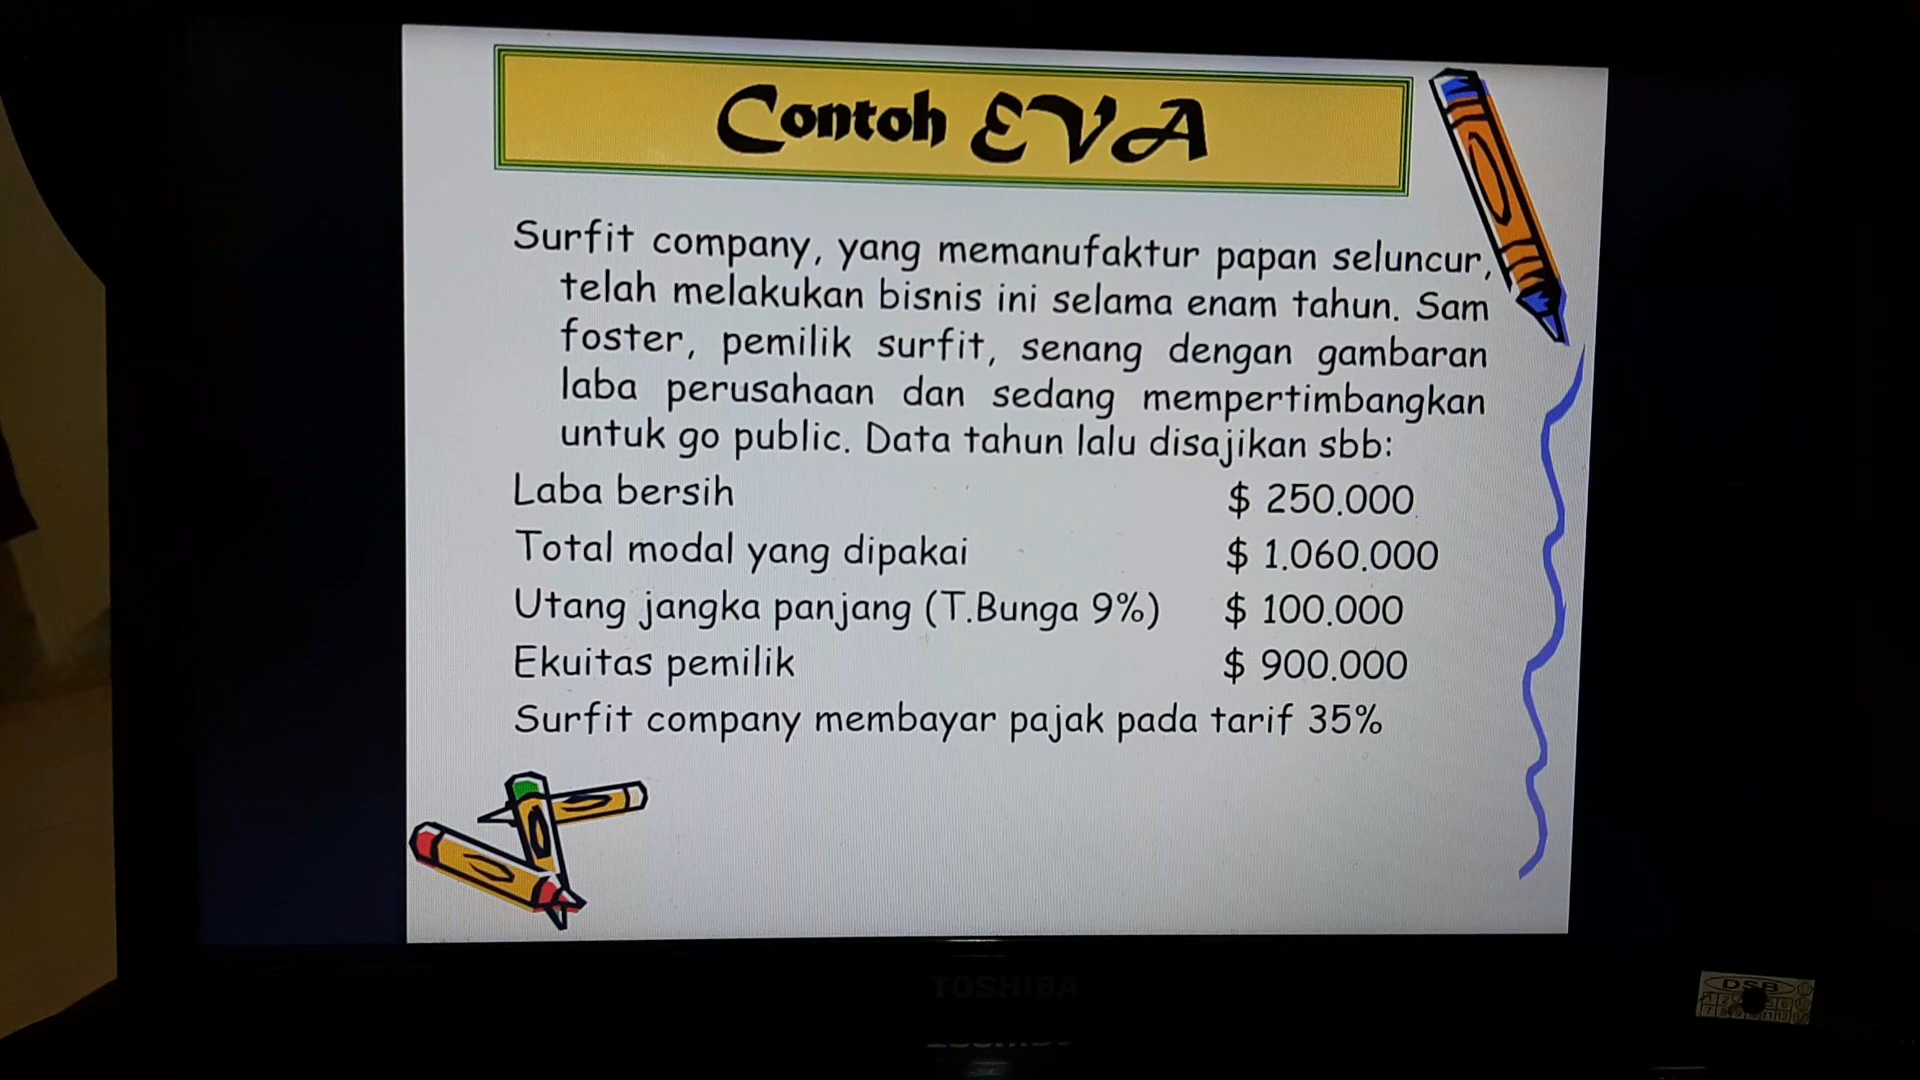 Contoh EVA
Surfit company, yang memanufaktur papan seluncur,
telah melakukan bisnis ini selama enam tahun. Sam
foster, pemilik surfit, senang dengan gambaran
laba perusahaan dan sedang mempertimbangkan
untuk go public. Data tahun lalu disajikan sbb:
Laba bersih $ 250.000
Total modal yang dipakai $ 1.060.000
Utang jangka panjang (T.Bunga 9%) $ 100.000
Ekuitas pemilik $ 900.000
Surfit company membayar pajak pada tarif 35%
TOSHIBA
DSB